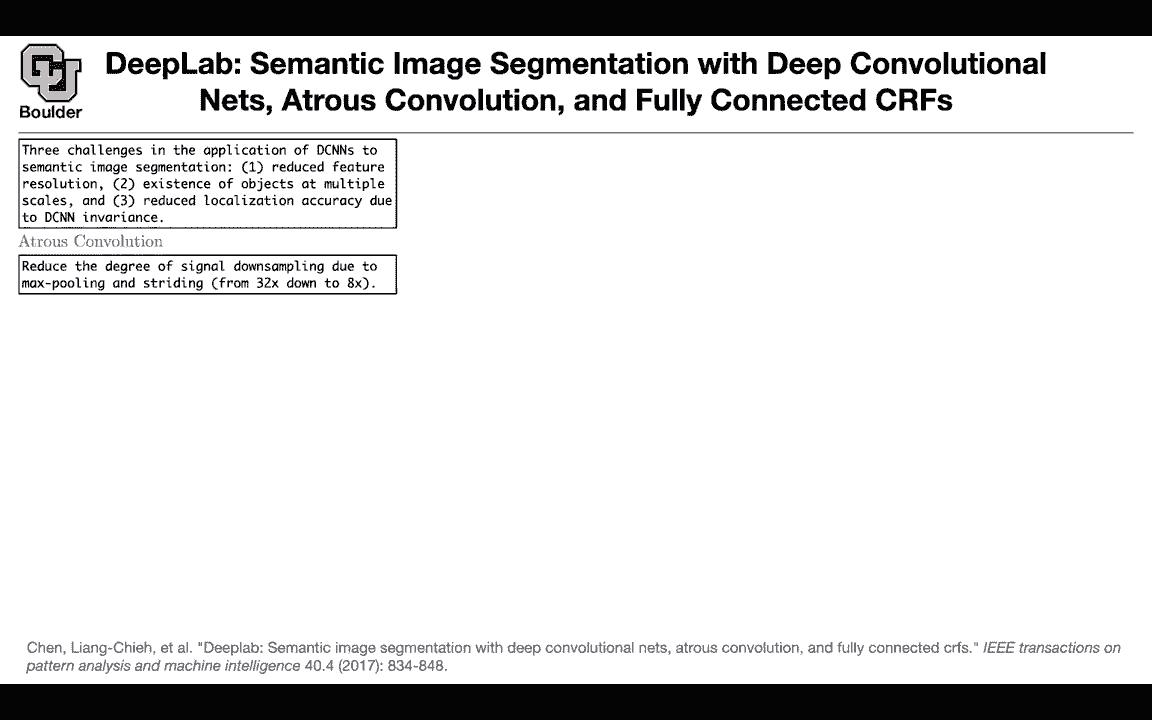 DeepLab: Semantic Image Segmentation with Deep Convolutional
Nets, Atrous Convolution, and Fully Connected CRFs
CU
Boulder
Three challenges in the application of DCNNs to
semantic image segmentation: (1) reduced feature
resolution, (2) existence of objects at multiple
scales, and (3) reduced localization accuracy due
to DCNN invariance.
Atrous Convolution
Reduce the degree of signal downsampling due to
max-pooling and striding (from 32x down to 8x).
Chen, Liang-Chieh, et al. "Deeplab: Semantic image segmentation with deep convolutional nets, atrous convolution, and fully connected crfs." IEEE transactions on
pattern analysis and machine intelligence 40.4 (2017): 834-848.